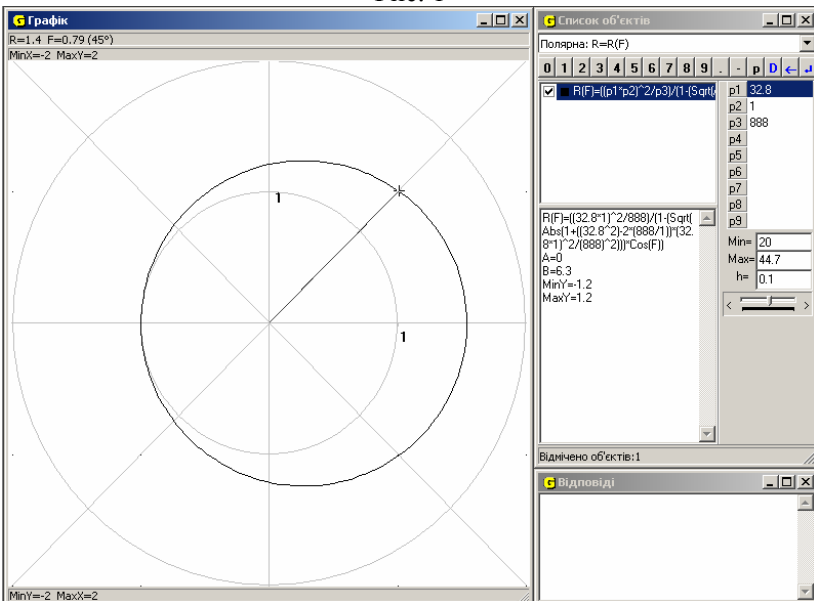 Графік
R=1.4 F=0.79 (45°)
MinX=-2 MaxY=2
1
1
MinY=-2 MaxX=2
Список об'єктів
Полярна: R=R(F)
0 1 2 3 4 5 6 7 8 9 . - p D ← ↵
R(F)=((p1*p2)^2/p3)/(1-(Sqrt(
p1 32.8
p2 1
p3 888
p4
p5
p6
p7
p8
p9
R(F)=((32.8*1)^2/888)/(1-(Sqrt(
Abs(1+((32.8^2)-2*(888/1))*(32.
8*1)^2/(888)^2)))*Cos(F))
A=0
B=6.3
MinY=-1.2
MaxY=1.2
Min= 20
Max= 44.7
h= 0.1
< >
Відмічено об'єктів:1
Відповіді